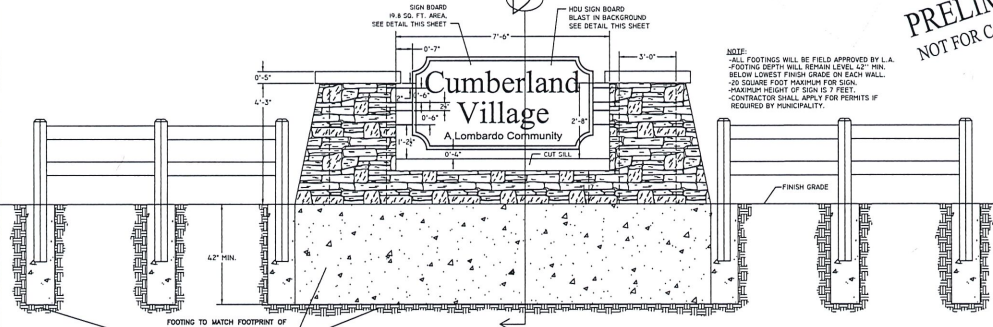 SIGN BOARD
19.8 SQ. FT. AREA,
SEE DETAIL THIS SHEET
HDU SIGN BOARD
BLAST IN BACKGROUND
SEE DETAIL THIS SHEET
PRELIM
NOT FOR C
7'-6"
0'-7"
3'-0"
0'-5"
4'-3"
NOTE:
-ALL FOOTINGS WILL BE FIELD APPROVED BY L.A.
-FOOTING DEPTH WILL REMAIN LEVEL 42" MIN.
BELOW LOWEST FINISH GRADE ON EACH WALL.
-20 SQUARE FOOT MAXIMUM FOR SIGN.
-MAXIMUM HEIGHT OF SIGN IS 7 FEET.
-CONTRACTOR SHALL APPLY FOR PERMITS IF
REQUIRED BY MUNICIPALITY.
Cumberland
Village
A Lombardo Community
2"
0'-6"
0'-6"
2'-8"
0'-4"
CUT SILL
FINISH GRADE
42" MIN.
FOOTING TO MATCH FOOTPRINT OF